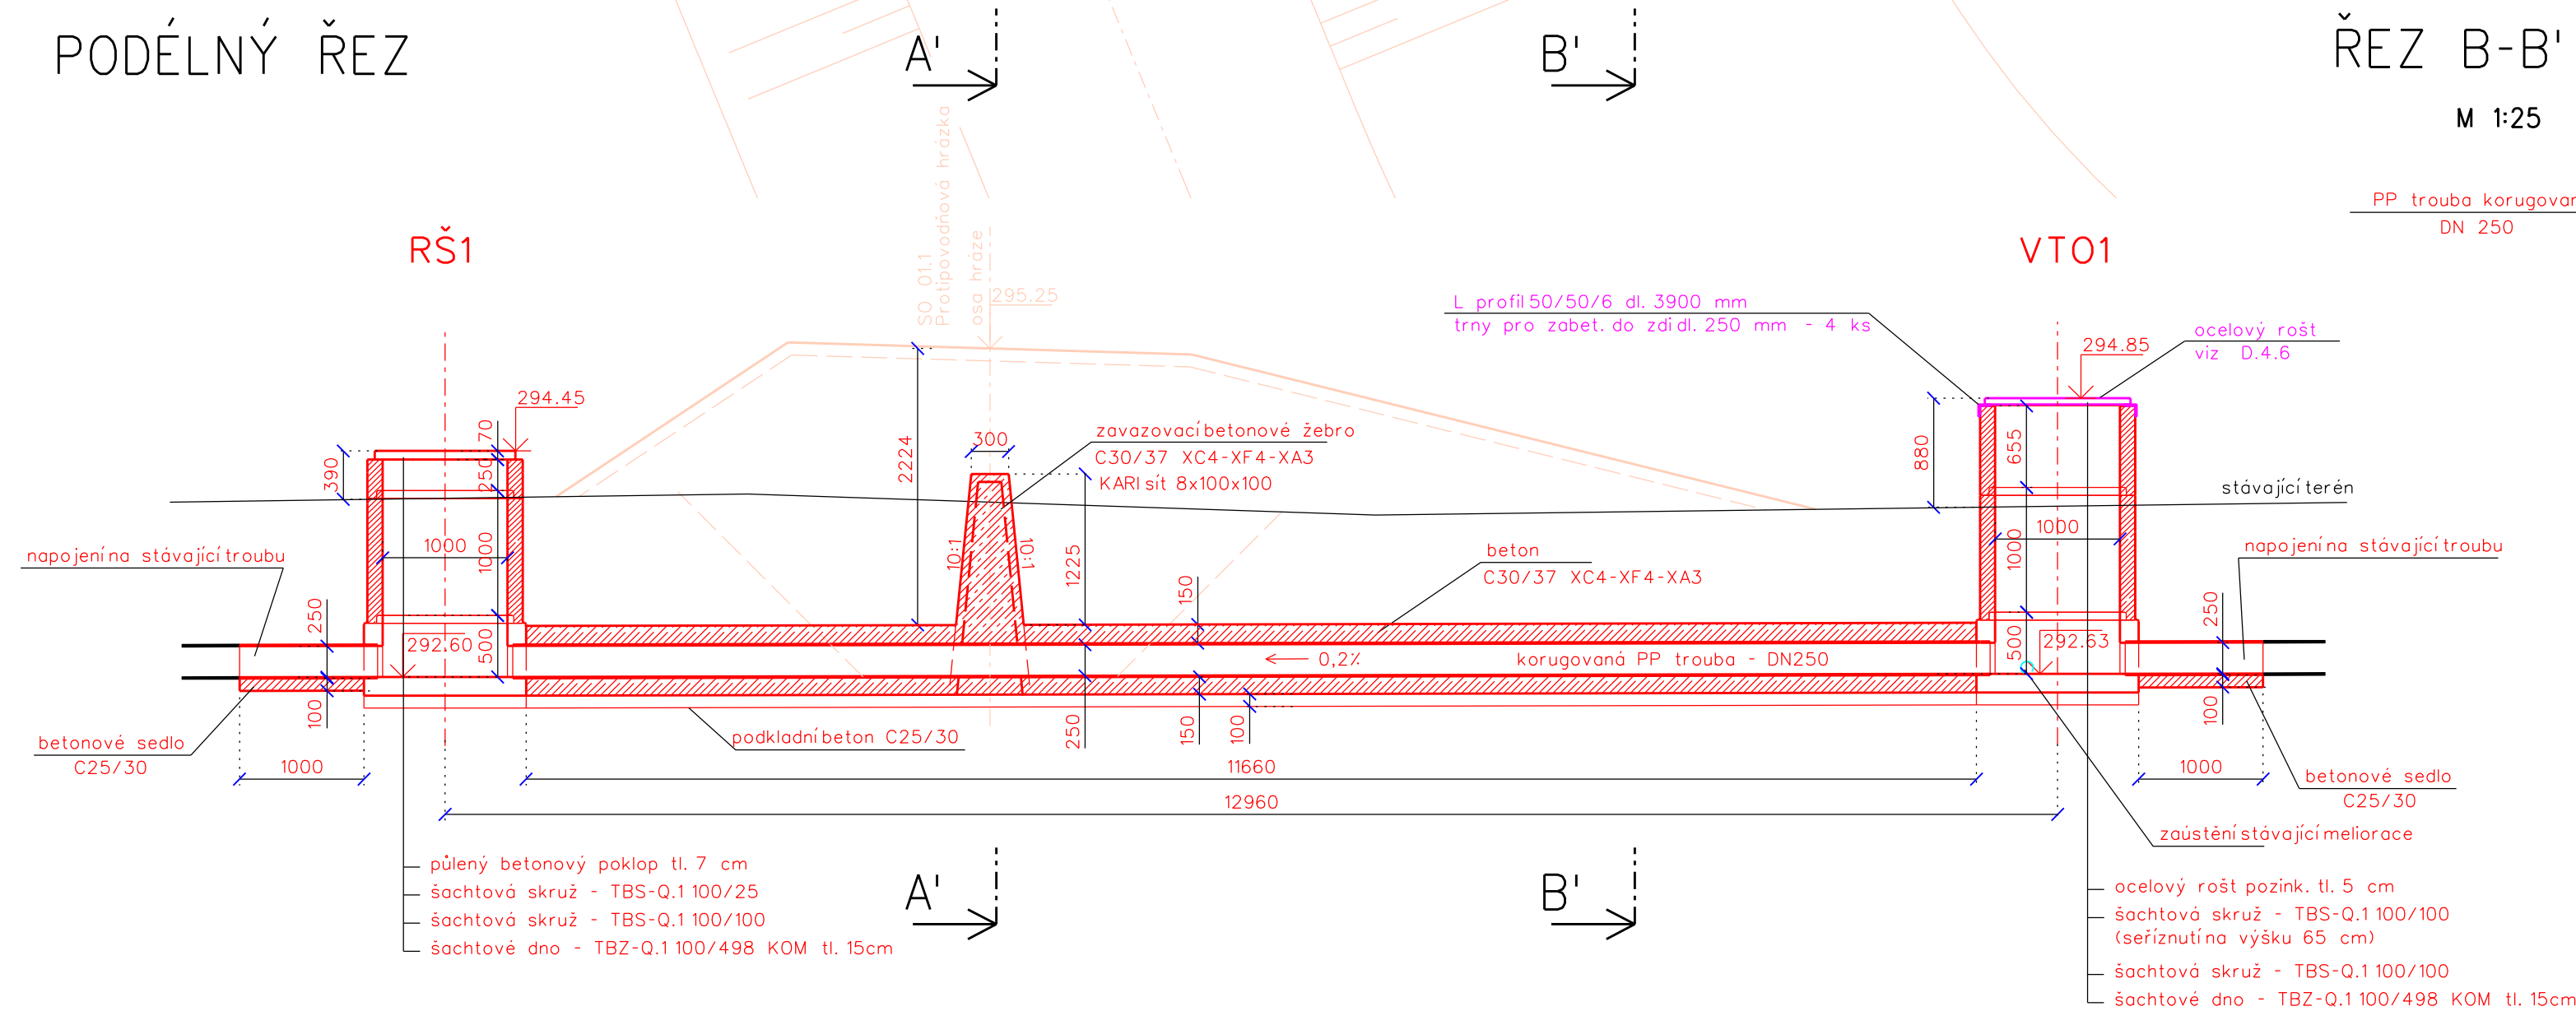 PODÉLNÝ ŘEZ
A'
B'
ŘEZ B-B'
M 1:25
PP trouba korugovan
DN 250
RŠ1
VTO1
SO 01.1
Protipovodňová hrázka
osa hráze
295.25
L profil 50/50/6 dl. 3900 mm
trny pro zabet. do zdi dl. 250 mm - 4 ks
ocelový rošt
viz D.4.6
294.85
294.45
70
250
390
1000
1000
500
292.60
2224
300
zavazovací betonové žebro
C30/37 XC4-XF4-XA3
KARI sít 8x100x100
10:1
10:1
1225
150
beton
C30/37 XC4-XF4-XA3
880
655
1000
1000
500
292.63
stávající terén
napojení na stávající troubu
250
100
napojení na stávající troubu
250
100
0,2%
korugovaná PP trouba - DN250
250
150
100
podkladní beton C25/30
betonové sedlo
C25/30
1000
11660
1000
12960
betonové sedlo
C25/30
zaústění stávající meliorace
půlený betonový poklop tl. 7 cm
šachtová skruž - TBS-Q.1 100/25
šachtová skruž - TBS-Q.1 100/100
šachtové dno - TBZ-Q.1 100/498 KOM tl. 15cm
A'
B'
ocelový rošt pozink. tl. 5 cm
šachtová skruž - TBS-Q.1 100/100
(seříznutí na výšku 65 cm)
šachtová skruž - TBS-Q.1 100/100
šachtové dno - TBZ-Q.1 100/498 KOM tl. 15cm